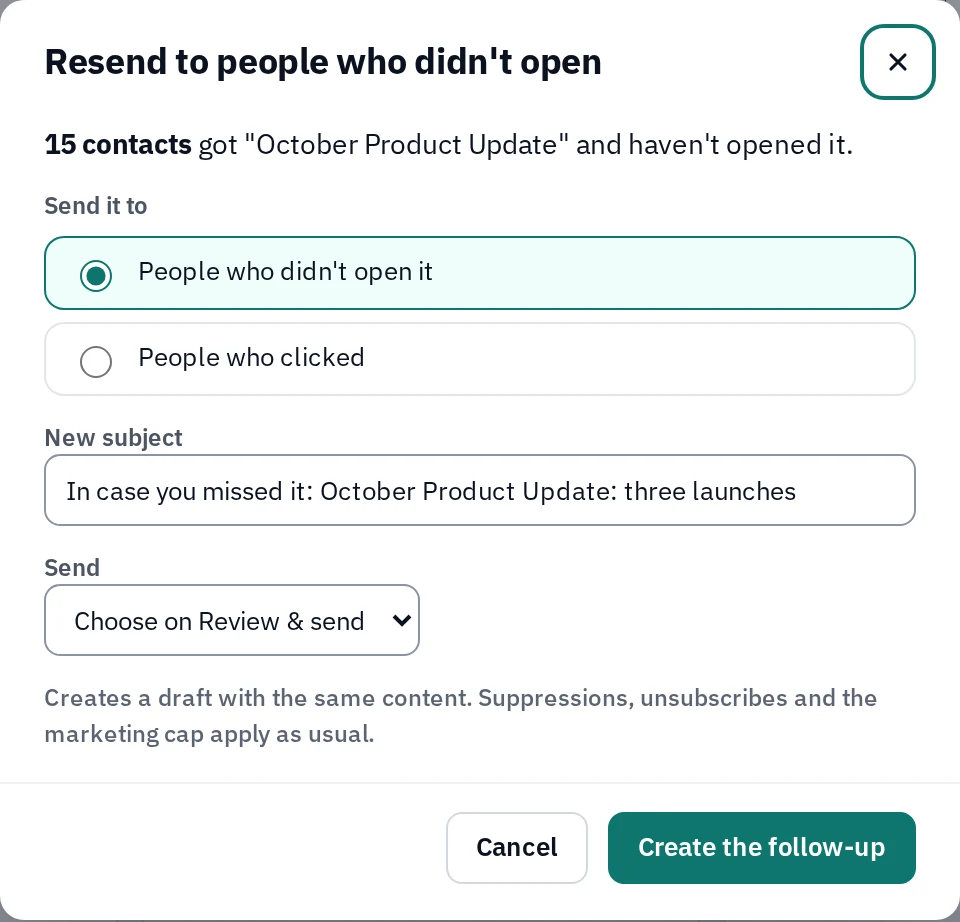 Resend to people who didn't open
15 contacts got "October Product Update" and haven't opened it.
Send it to
People who didn't open it
People who clicked
New subject
In case you missed it: October Product Update: three launches
Send
Choose on Review & send
Creates a draft with the same content. Suppressions, unsubscribes and the
marketing cap apply as usual.
Cancel
Create the follow-up